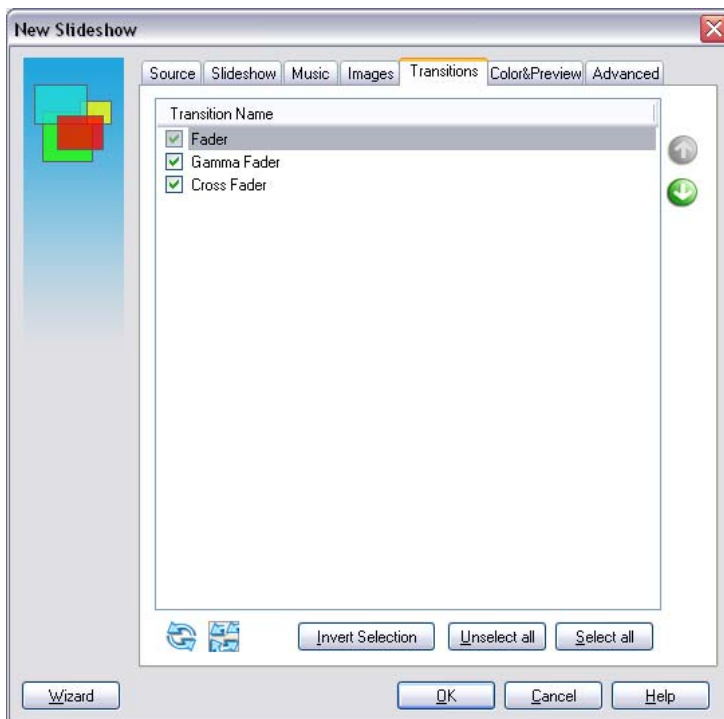 New Slideshow
Source Slideshow Music Images Transitions Color&Preview Advanced
Transition Name
Fader
Gamma Fader
Cross Fader
Invert Selection Unselect all Select all
Wizard OK Cancel Help